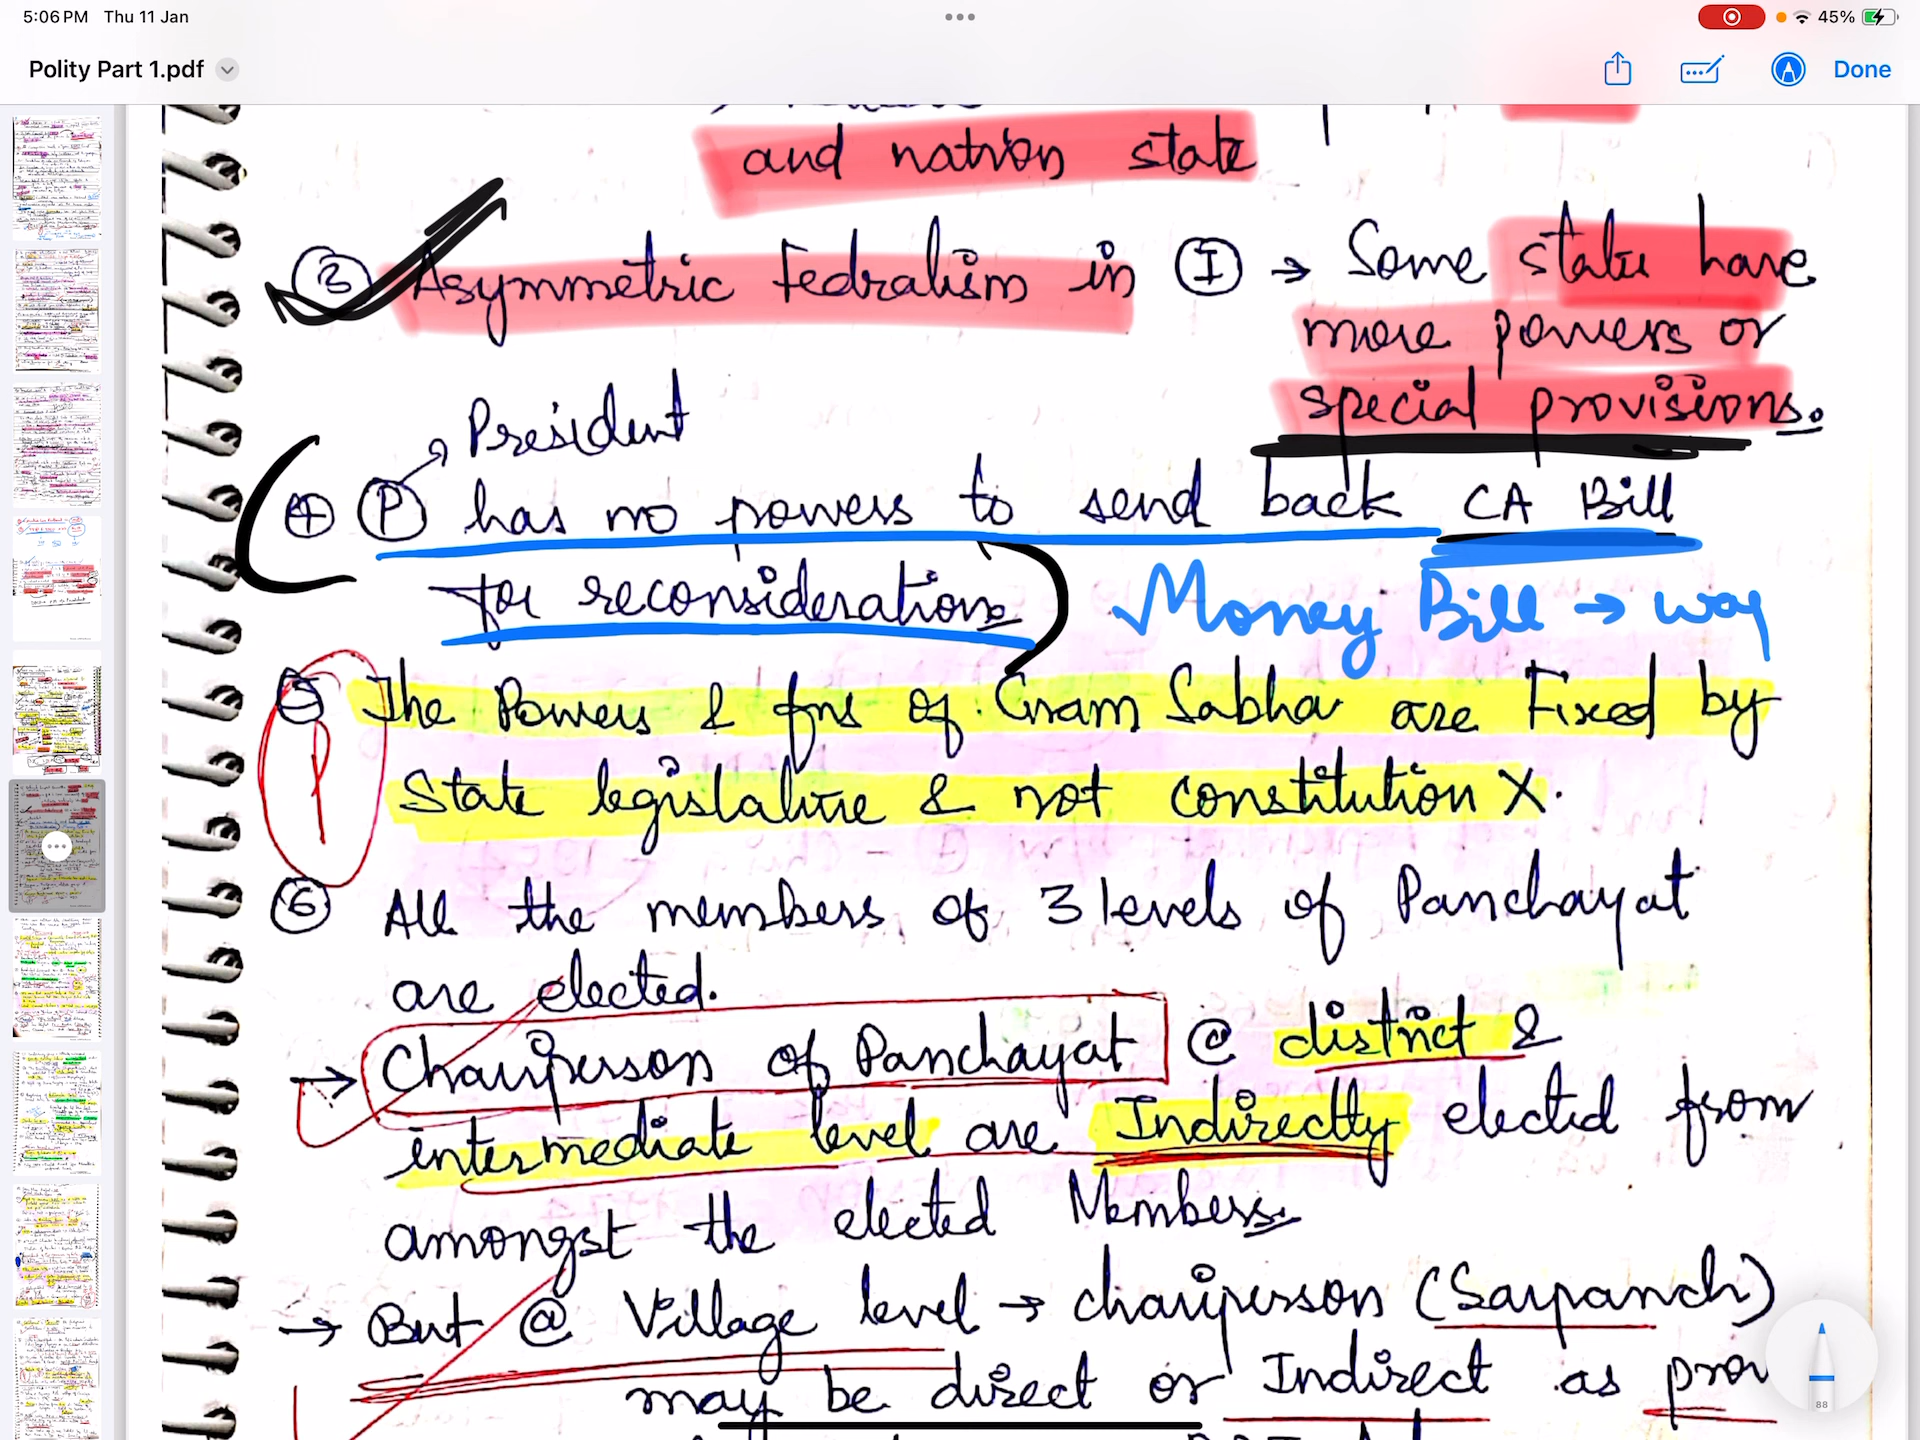 5:06 PM Thu 11 Jan
45%
Polity Part 1.pdf
Done
and nation state
③ Asymmetric Fedralism in Ⓘ → Some states have
more powers or
special provisions.
President
④ Ⓟ has no powers to send back CA Bill
for reconsideration.
Money Bill → way
⑤ The Powers & fns of Gram Sabha are Fixed by
State legislature & not constitution X.
⑥ All the members of 3 levels of Panchayat
are elected.
→ Chairperson of Panchayat @ district &
intermediate level are Indirectly elected from
amongst the elected Members.
→ But @ Village level → chairperson (Sarpanch)
may be direct or Indirect as prov
88